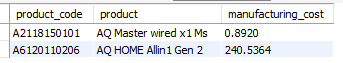 product_code product manufacturing_cost
A2118150101 AQ Master wired x1 Ms 0.8920
A6120110206 AQ HOME Allin1 Gen 2 240.5364